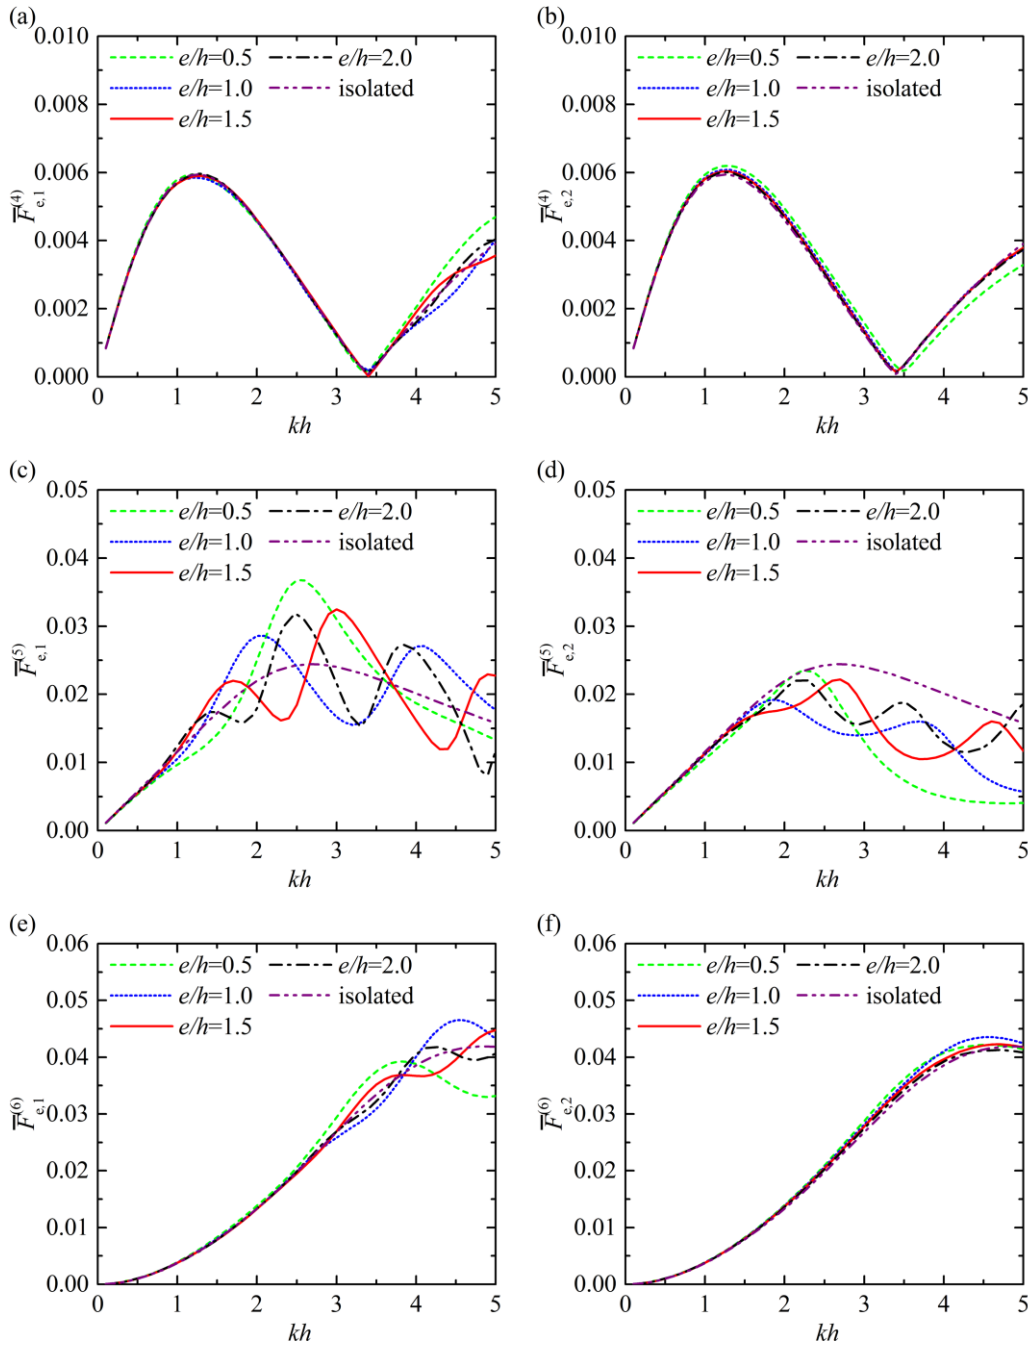 (a)
0.010
0.008
0.006
0.004
0.002
0.000
F̅e,1(4)
e/h=0.5
e/h=2.0
e/h=1.0
isolated
e/h=1.5
0 1 2 3 4 5
kh
(b)
0.010
0.008
0.006
0.004
0.002
0.000
F̅e,2(4)
e/h=0.5
e/h=2.0
e/h=1.0
isolated
e/h=1.5
0 1 2 3 4 5
kh
(c)
0.05
0.04
0.03
0.02
0.01
0.00
F̅e,1(5)
e/h=0.5
e/h=2.0
e/h=1.0
isolated
e/h=1.5
0 1 2 3 4 5
kh
(d)
0.05
0.04
0.03
0.02
0.01
0.00
F̅e,2(5)
e/h=0.5
e/h=2.0
e/h=1.0
isolated
e/h=1.5
0 1 2 3 4 5
kh
(e)
0.06
0.05
0.04
0.03
0.02
0.01
0.00
F̅e,1(6)
e/h=0.5
e/h=2.0
e/h=1.0
isolated
e/h=1.5
0 1 2 3 4 5
kh
(f)
0.06
0.05
0.04
0.03
0.02
0.01
0.00
F̅e,2(6)
e/h=0.5
e/h=2.0
e/h=1.0
isolated
e/h=1.5
0 1 2 3 4 5
kh